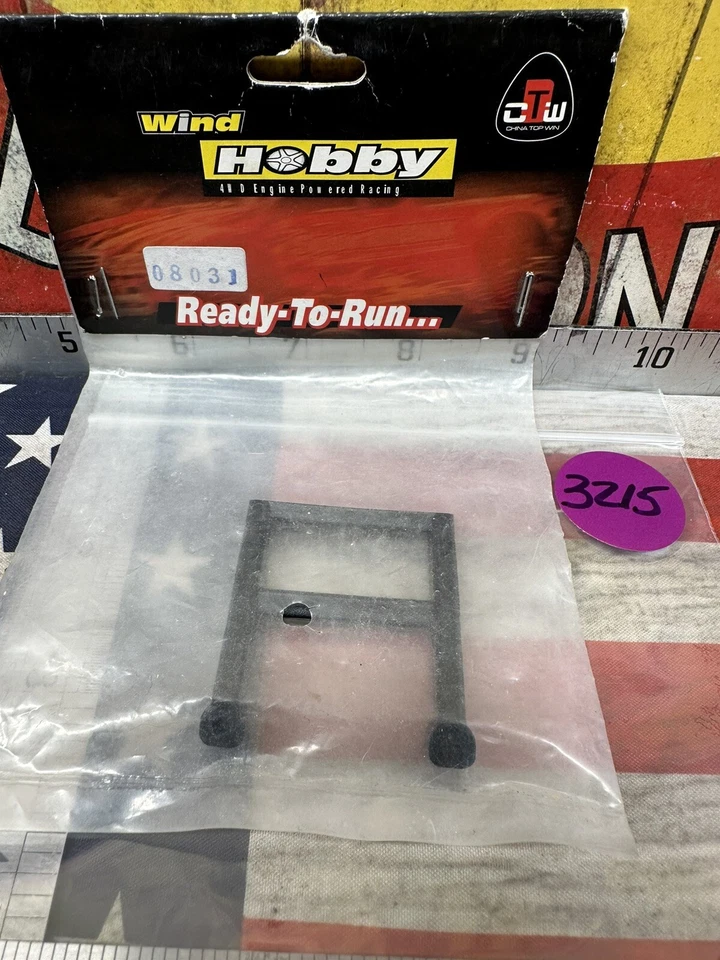 Wind
Hobby
4WD Engine Powered Racing
CTW
CHINA TOP WIN
08031
Ready-To-Run...
5 6 7 8 9 10
3215